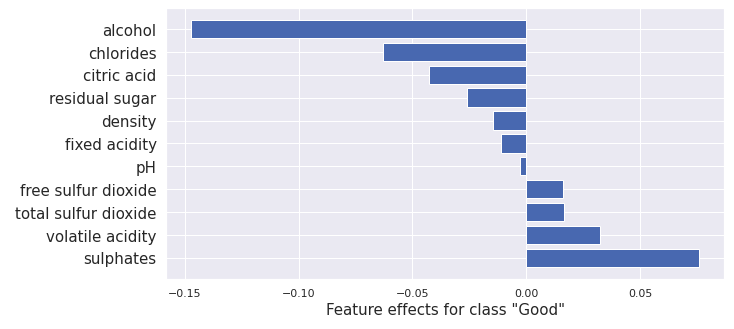 alcohol
chlorides
citric acid
residual sugar
density
fixed acidity
pH
free sulfur dioxide
total sulfur dioxide
volatile acidity
sulphates
−0.15 −0.10 −0.05 0.00 0.05
Feature effects for class "Good"